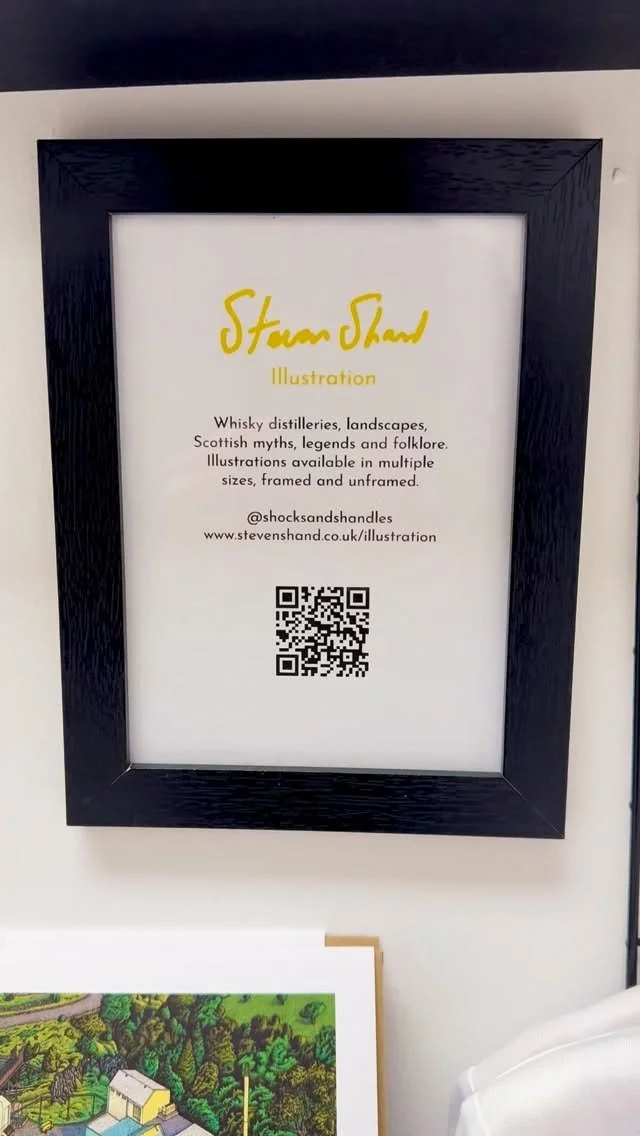 Steven Shand
Illustration
Whisky distilleries, landscapes,
Scottish myths, legends and folklore.
Illustrations available in multiple
sizes, framed and unframed.
@shocksandshandles
www.stevenshand.co.uk/illustration